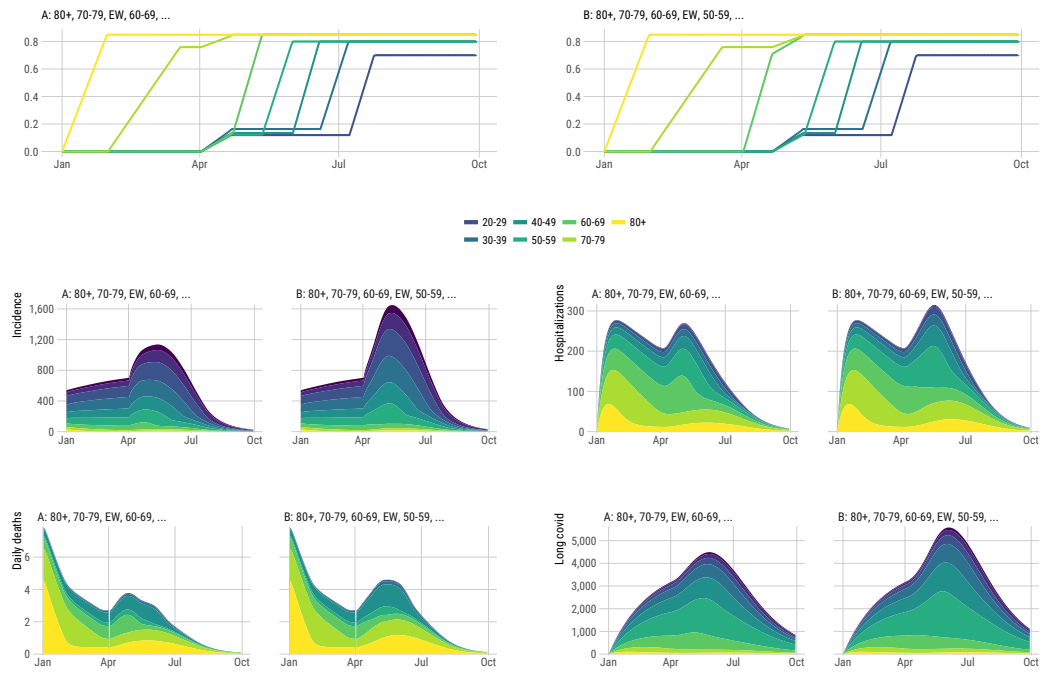 A: 80+, 70-79, EW, 60-69, ...
B: 80+, 70-79, 60-69, EW, 50-59, ...
0.8
0.6
0.4
0.2
0.0
Jan Apr Jul Oct
0.8
0.6
0.4
0.2
0.0
Jan Apr Jul Oct
20-29 40-49 60-69 80+
30-39 50-59 70-79
Incidence
A: 80+, 70-79, EW, 60-69, ...
B: 80+, 70-79, 60-69, EW, 50-59, ...
1,600
1,200
800
400
0
Jan Apr Jul Oct
Jan Apr Jul Oct
Hospitalizations
A: 80+, 70-79, EW, 60-69, ...
B: 80+, 70-79, 60-69, EW, 50-59, ...
300
200
100
0
Jan Apr Jul Oct
Jan Apr Jul Oct
Daily deaths
A: 80+, 70-79, EW, 60-69, ...
B: 80+, 70-79, 60-69, EW, 50-59, ...
6
4
2
0
Jan Apr Jul Oct
Jan Apr Jul Oct
Long covid
A: 80+, 70-79, EW, 60-69, ...
B: 80+, 70-79, 60-69, EW, 50-59, ...
5,000
4,000
3,000
2,000
1,000
0
Jan Apr Jul Oct
Jan Apr Jul Oct